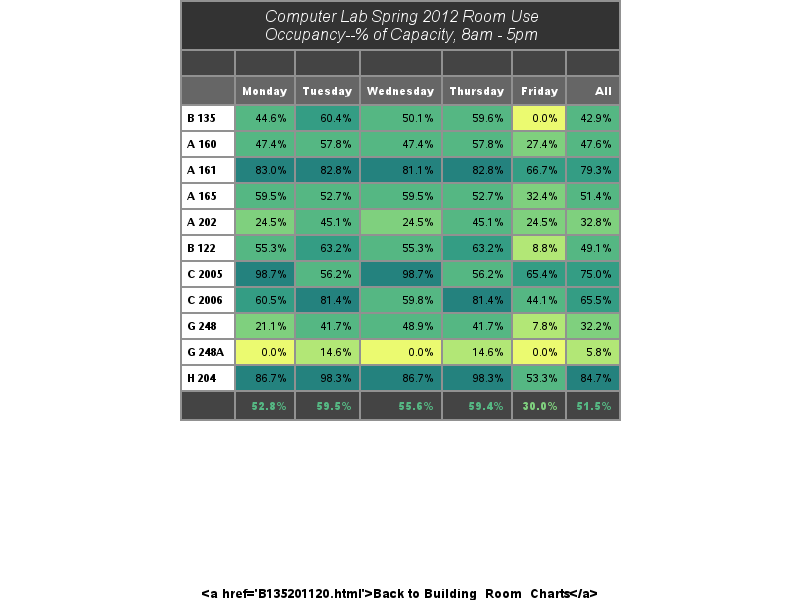 Computer Lab Spring 2012 Room Use
Occupancy--% of Capacity, 8am - 5pm
Monday Tuesday Wednesday Thursday Friday All
B 135 44.6% 60.4% 50.1% 59.6% 0.0% 42.9%
A 160 47.4% 57.8% 47.4% 57.8% 27.4% 47.6%
A 161 83.0% 82.8% 81.1% 82.8% 66.7% 79.3%
A 165 59.5% 52.7% 59.5% 52.7% 32.4% 51.4%
A 202 24.5% 45.1% 24.5% 45.1% 24.5% 32.8%
B 122 55.3% 63.2% 55.3% 63.2% 8.8% 49.1%
C 2005 98.7% 56.2% 98.7% 56.2% 65.4% 75.0%
C 2006 60.5% 81.4% 59.8% 81.4% 44.1% 65.5%
G 248 21.1% 41.7% 48.9% 41.7% 7.8% 32.2%
G 248A 0.0% 14.6% 0.0% 14.6% 0.0% 5.8%
H 204 86.7% 98.3% 86.7% 98.3% 53.3% 84.7%
52.8% 59.5% 55.6% 59.4% 30.0% 51.5%
<a href='B135201120.html'>Back to Building_Room_Charts</a>